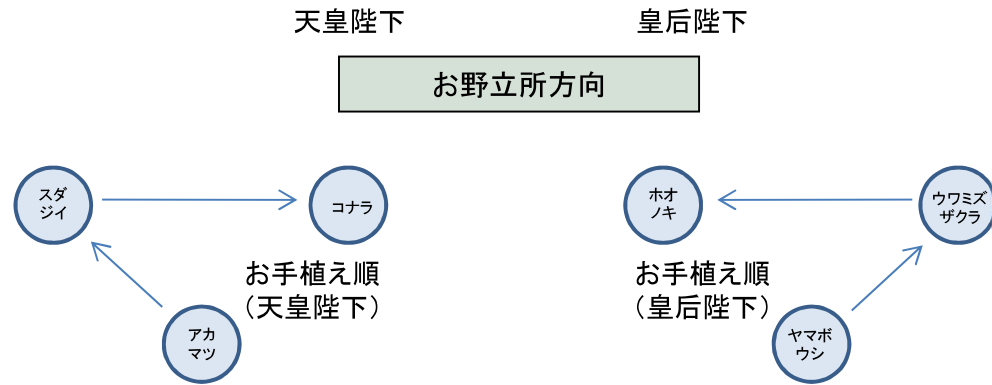 天皇陛下
皇后陛下
お野立所方向
スダ
ジイ
コナラ
ホオ
ノキ
ウワミズ
ザクラ
お手植え順
（天皇陛下）
お手植え順
（皇后陛下）
アカ
マツ
ヤマボ
ウシ